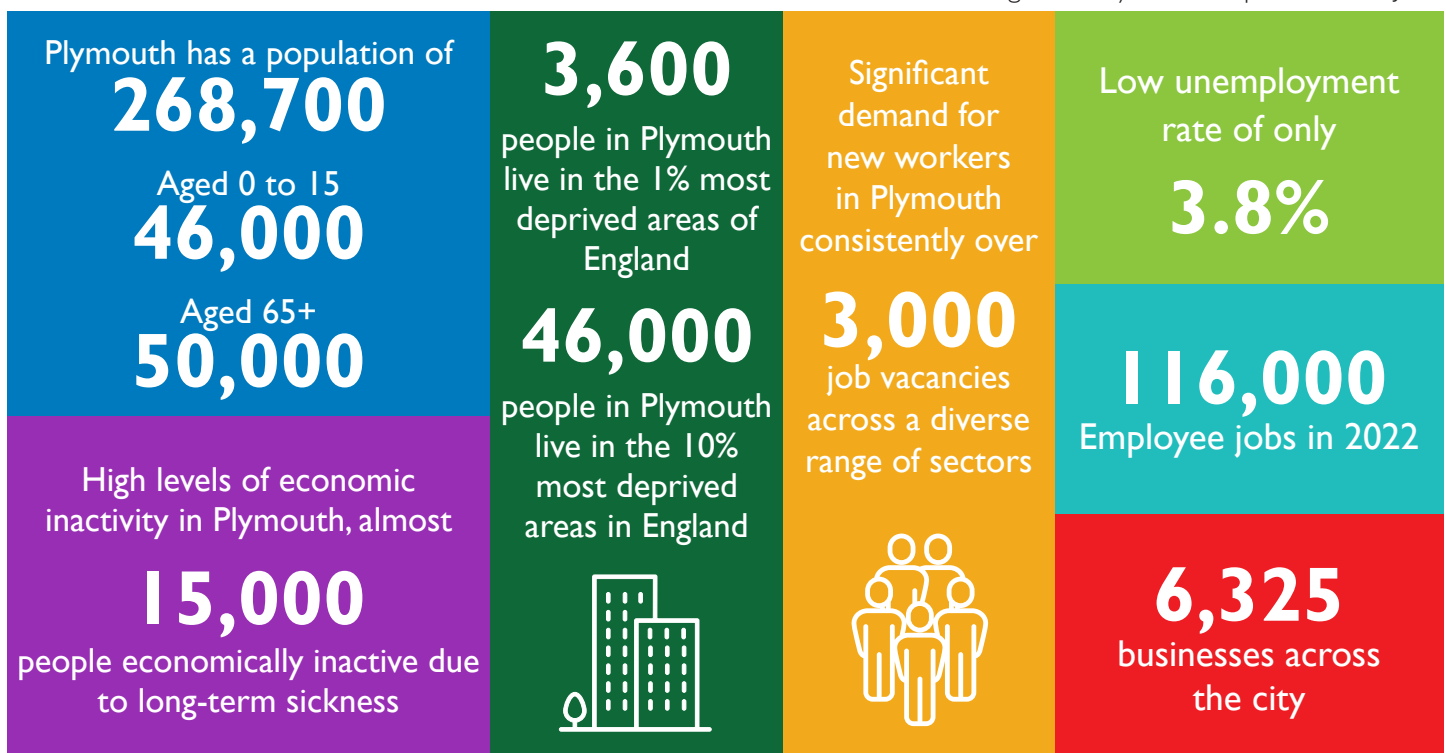 Plymouth has a population of
268,700
Aged 0 to 15
46,000
Aged 65+
50,000
High levels of economic
inactivity in Plymouth, almost
15,000
people economically inactive due
to long-term sickness
3,600
people in Plymouth
live in the 1% most
deprived areas of
England
46,000
people in Plymouth
live in the 10%
most deprived
areas in England
Significant
demand for
new workers
in Plymouth
consistently over
3,000
job vacancies
across a diverse
range of sectors
Low unemployment
rate of only
3.8%
116,000
Employee jobs in 2022
6,325
businesses across
the city